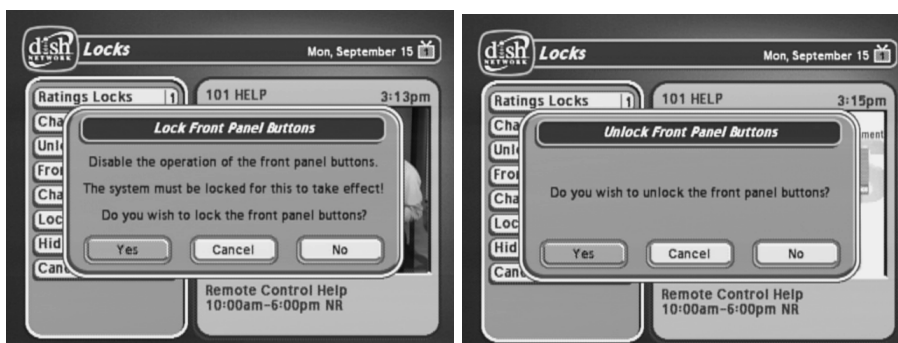 dish
NETWORK
Locks
Mon, September 15 1
Ratings Locks 1
101 HELP
3:13pm
Cha
Lock Front Panel Buttons
Unl
Disable the operation of the front panel buttons.
Fro
The system must be locked for this to take effect!
Cha
Do you wish to lock the front panel buttons?
Loc
Hid
Yes
Cancel
No
Canc
Remote Control Help
10:00am-6:00pm NR
dish
NETWORK
Locks
Mon, September 15 1
Ratings Locks 1
101 HELP
3:15pm
Cha
Unlock Front Panel Buttons
ment
Unl
Fro
Do you wish to unlock the front panel buttons?
Cha
Loc
Hid
Yes
Cancel
No
Canc
Remote Control Help
10:00am-6:00pm NR